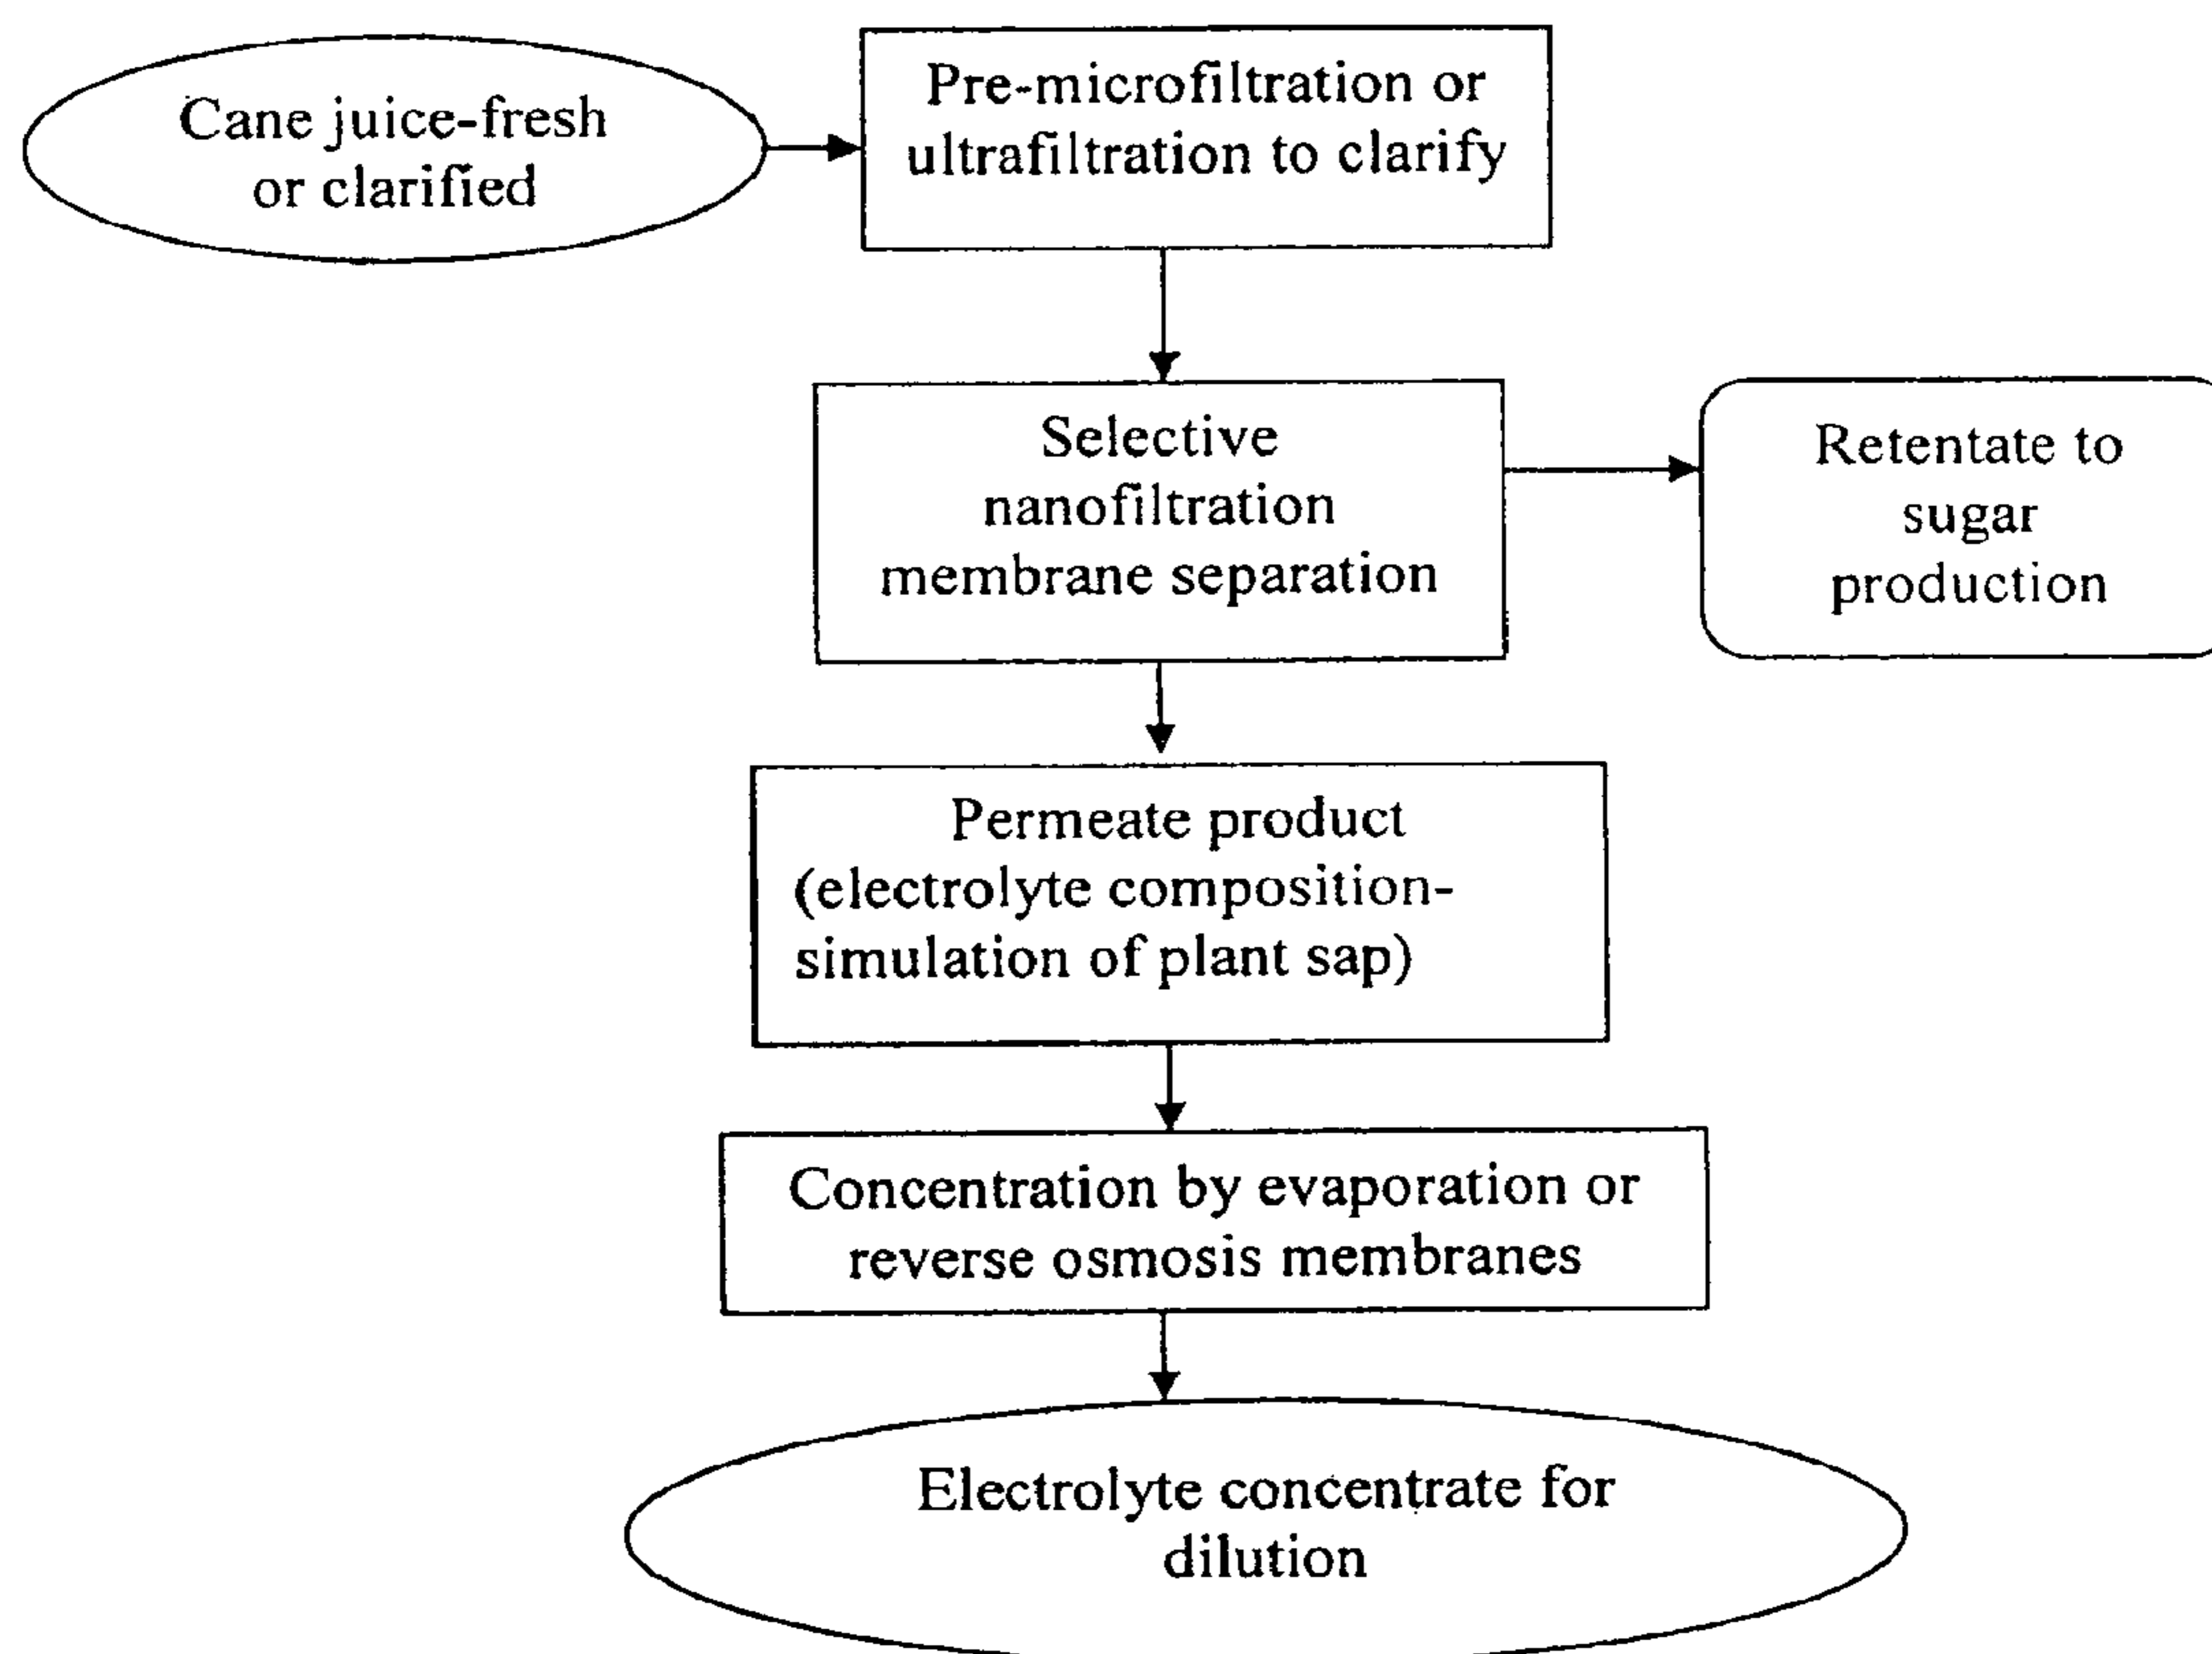 Cane juice-fresh
or clarified
Pre-microfiltration or
ultrafiltration to clarify
Selective
nanofiltration
membrane separation
Retentate to
sugar
production
Permeate product
(electrolyte composition-
simulation of plant sap)
Concentration by evaporation or
reverse osmosis membranes
Electrolyte concentrate for
dilution